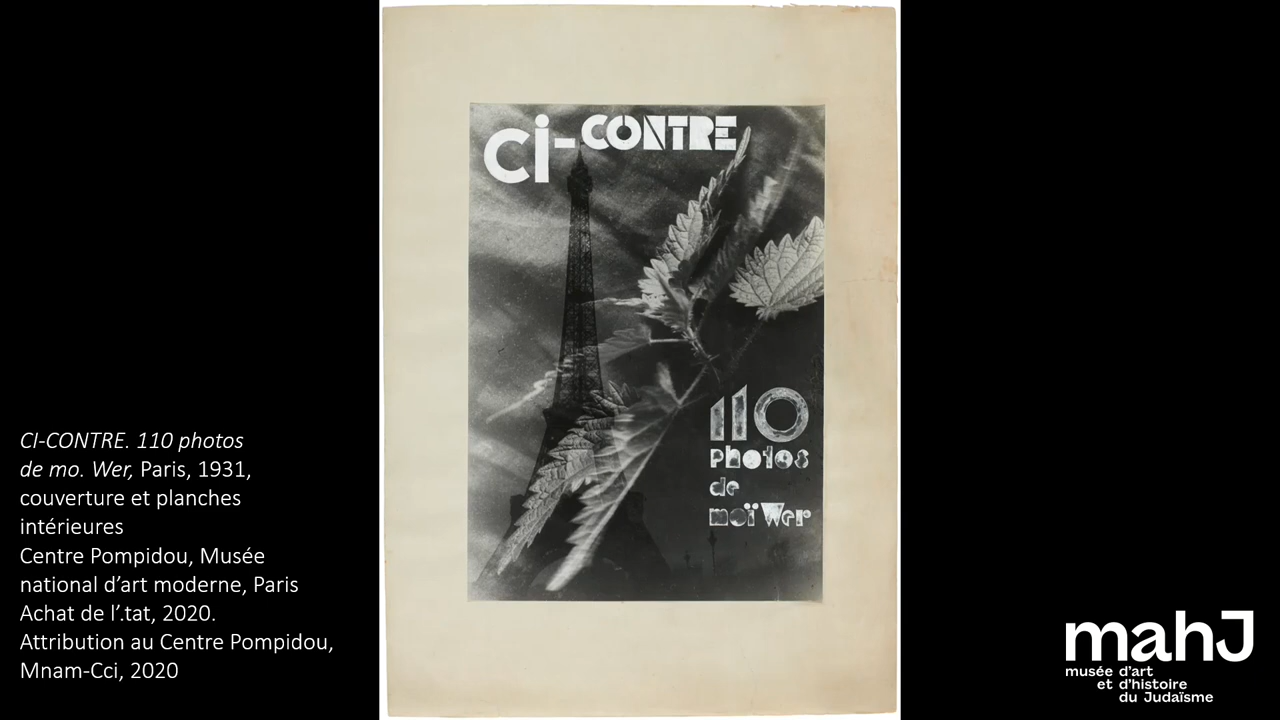 ci-CONTRE
110
Photos
de
moï Wer
CI-CONTRE. 110 photos
de mo. Wer, Paris, 1931,
couverture et planches
intérieures
Centre Pompidou, Musée
national d’art moderne, Paris
Achat de l’.tat, 2020.
Attribution au Centre Pompidou,
Mnam-Cci, 2020
mahJ
musée d’art
et d’histoire
du Judaïsme